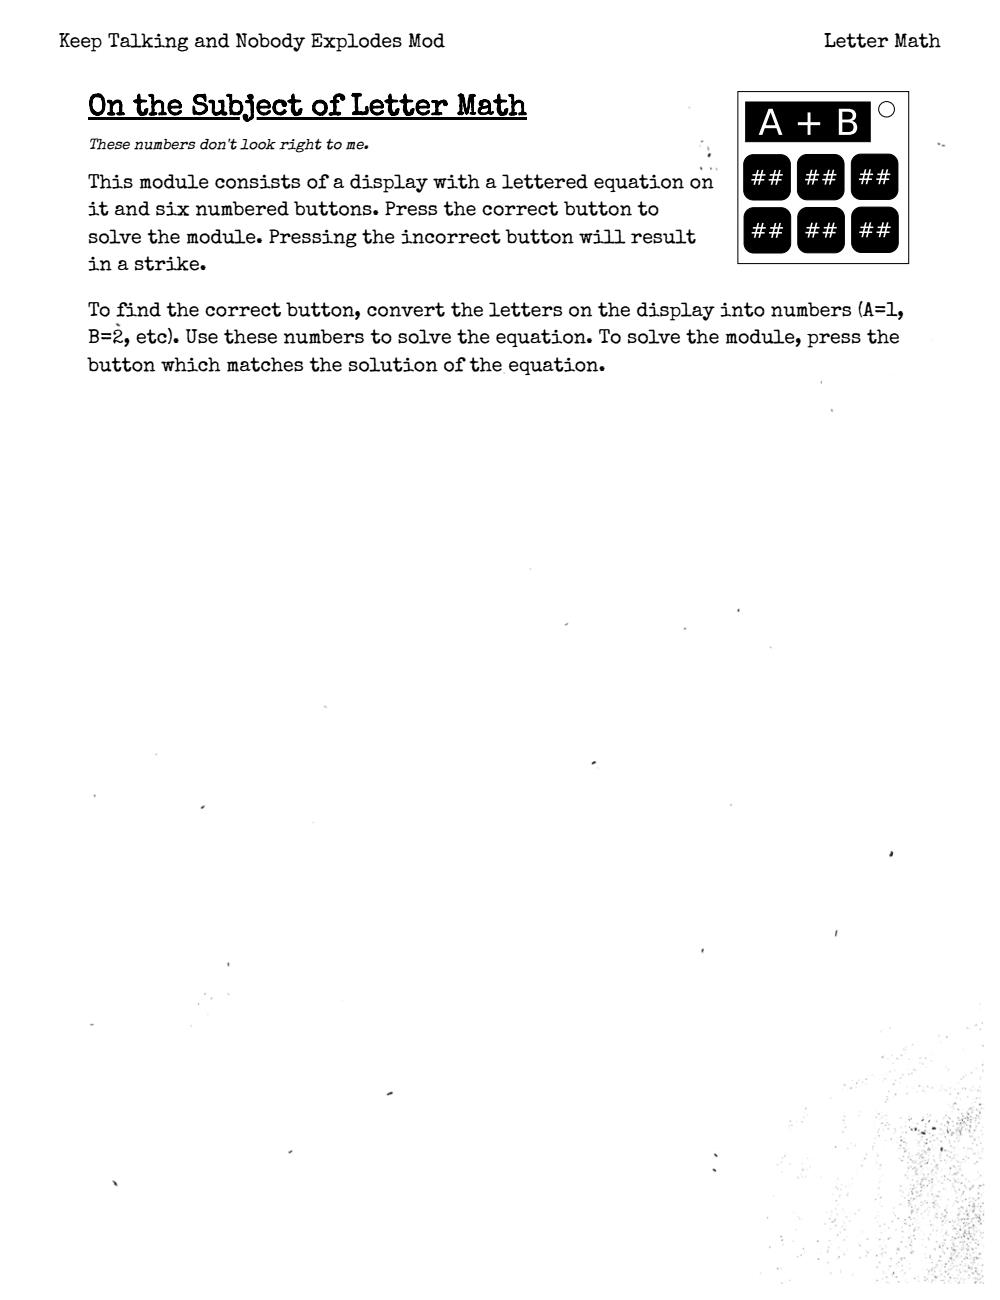 Keep Talking and Nobody Explodes Mod
Letter Math
On the Subject of Letter Math
These numbers don't look right to me.
This module consists of a display with a lettered equation on
it and six numbered buttons. Press the correct button to
solve the module. Pressing the incorrect button will result
in a strike.
A + B
## ## ##
## ## ##
To find the correct button, convert the letters on the display into numbers (A=1,
B=2, etc). Use these numbers to solve the equation. To solve the module, press the
button which matches the solution of the equation.